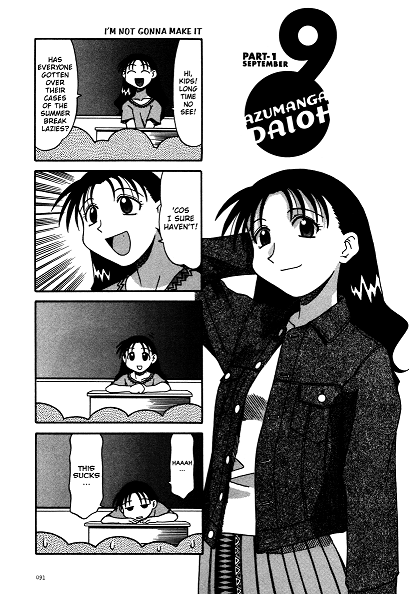 I'M NOT GONNA MAKE IT
HI,
KIDS!
LONG
TIME
NO
SEE!
HAS
EVERYONE
GOTTEN
OVER
THEIR
CASES
OF THE
SUMMER
BREAK
LAZIES?
'COS
I SURE
HAVEN'T!
HAAAH
...
THIS
SUCKS
...
9
PART-1
SEPTEMBER
AZUMANGA
DAIOH
091